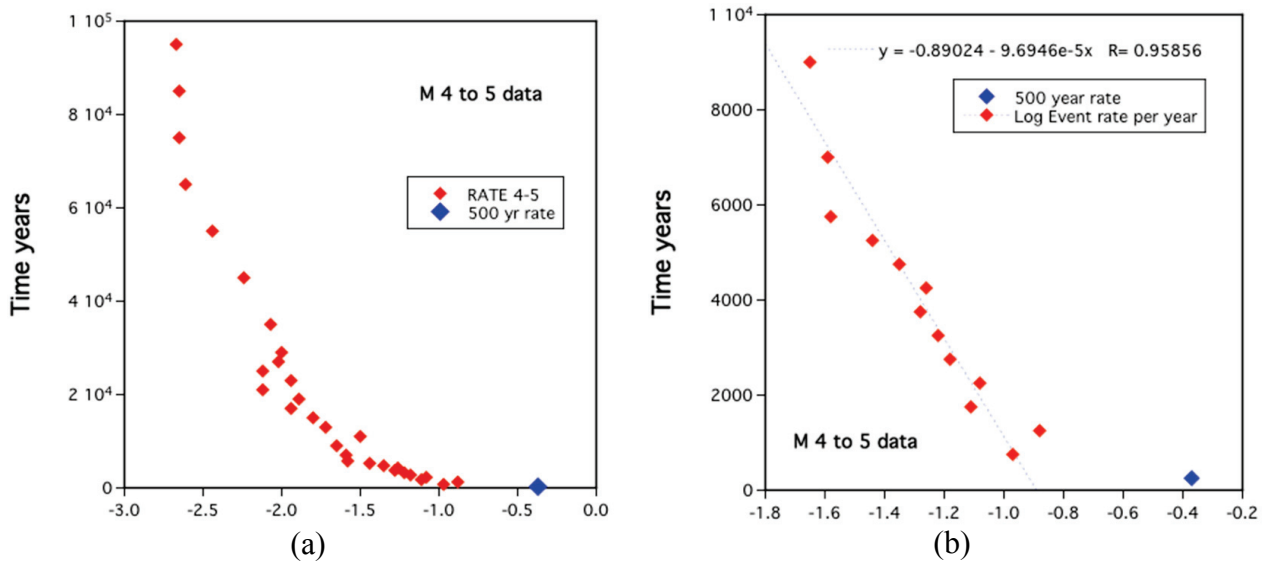 1 10⁵
8 10⁴
6 10⁴
4 10⁴
2 10⁴
0
Time years
M 4 to 5 data
RATE 4-5
500 yr rate
-3.0 -2.5 -2.0 -1.5 -1.0 -0.5 0.0
(a)
1 10⁴
8000
6000
4000
2000
0
Time years
y = -0.89024 - 9.6946e-5x R= 0.95856
500 year rate
Log Event rate per year
M 4 to 5 data
-1.8 -1.6 -1.4 -1.2 -1.0 -0.8 -0.6 -0.4 -0.2
(b)